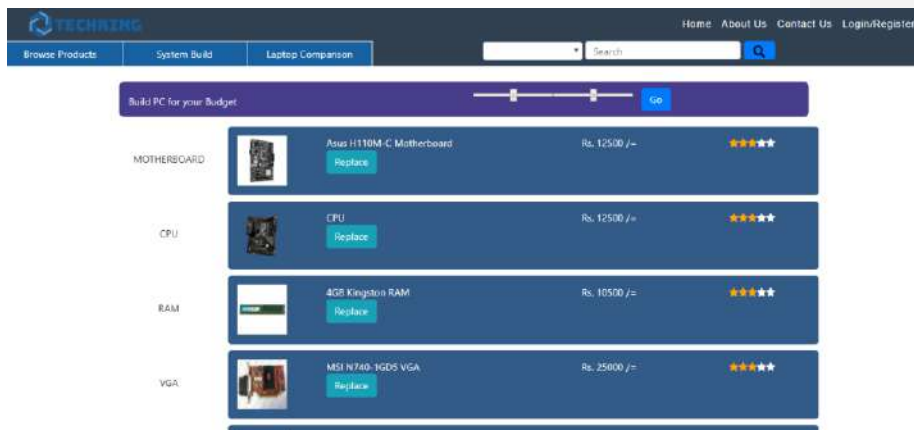 TECHKING
Home About Us Contact Us Login/Register
Browse Products System Build Laptop Comparison Search
Build PC for your Budget Go
MOTHERBOARD Asus H110M-C Motherboard Rs. 12500 /=
Replace
CPU CPU Rs. 12500 /=
Replace
RAM 4GB Kingston RAM Rs. 10500 /=
Replace
VGA MSI N740-1GD5 VGA Rs. 25000 /=
Replace